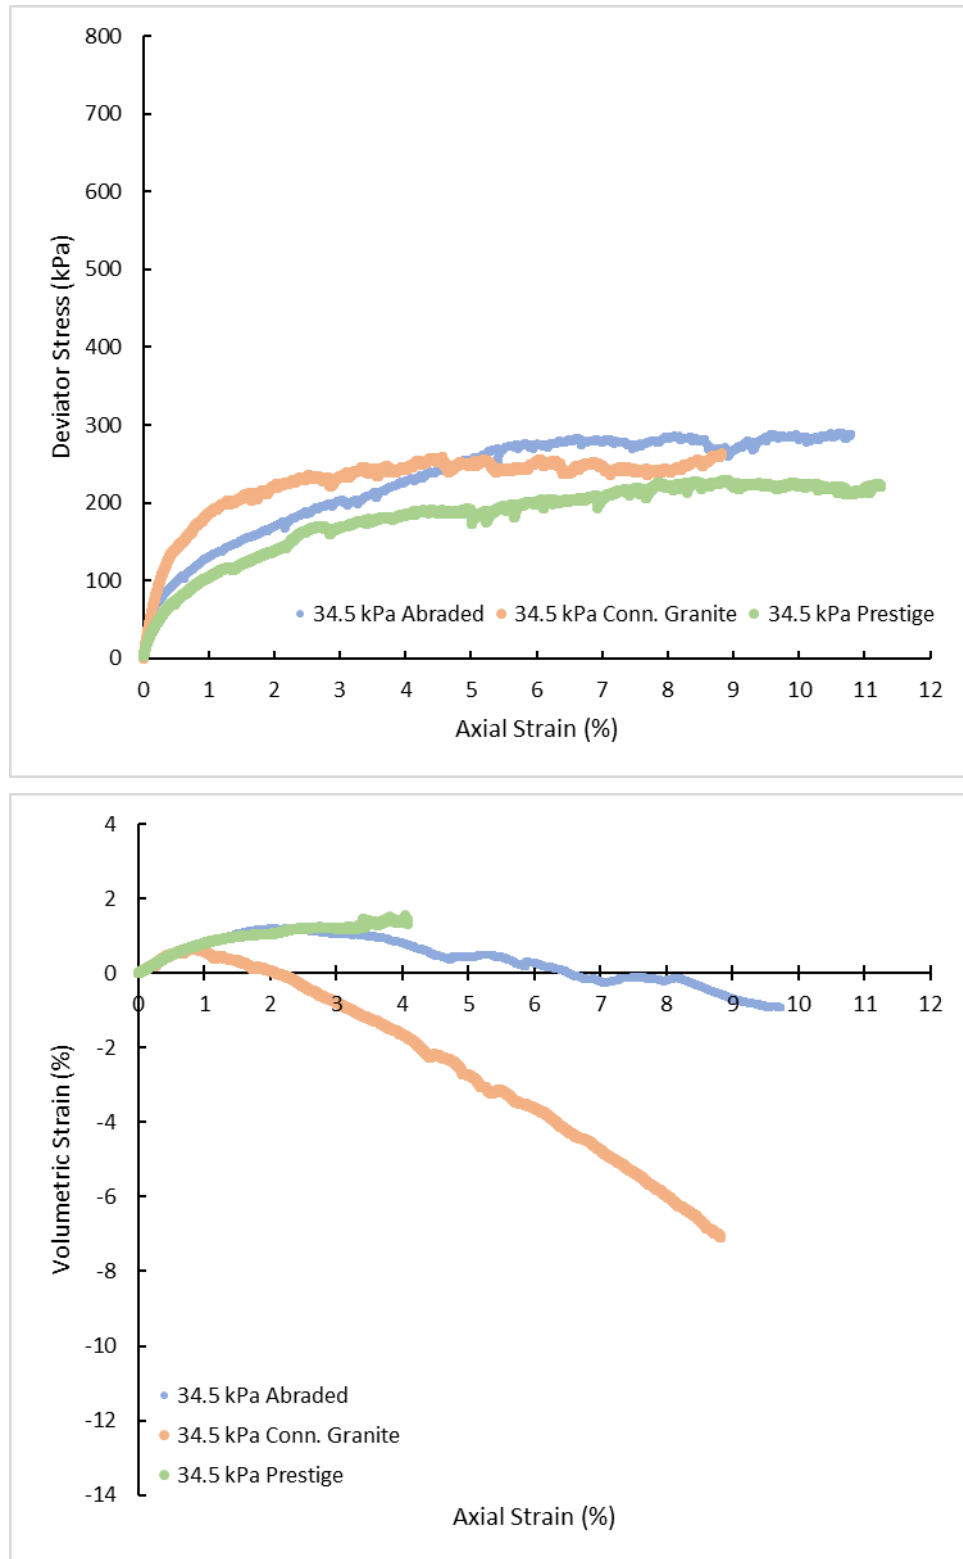 800
700
600
500
400
300
200
100
0
Deviator Stress (kPa)
34.5 kPa Abraded 34.5 kPa Conn. Granite 34.5 kPa Prestige
0 1 2 3 4 5 6 7 8 9 10 11 12
Axial Strain (%)
4
2
0
0 1 2 3 4 5 6 7 8 9 10 11 12
-2
-4
-6
-8
-10
-12
-14
Volumetric Strain (%)
34.5 kPa Abraded
34.5 kPa Conn. Granite
34.5 kPa Prestige
Axial Strain (%)